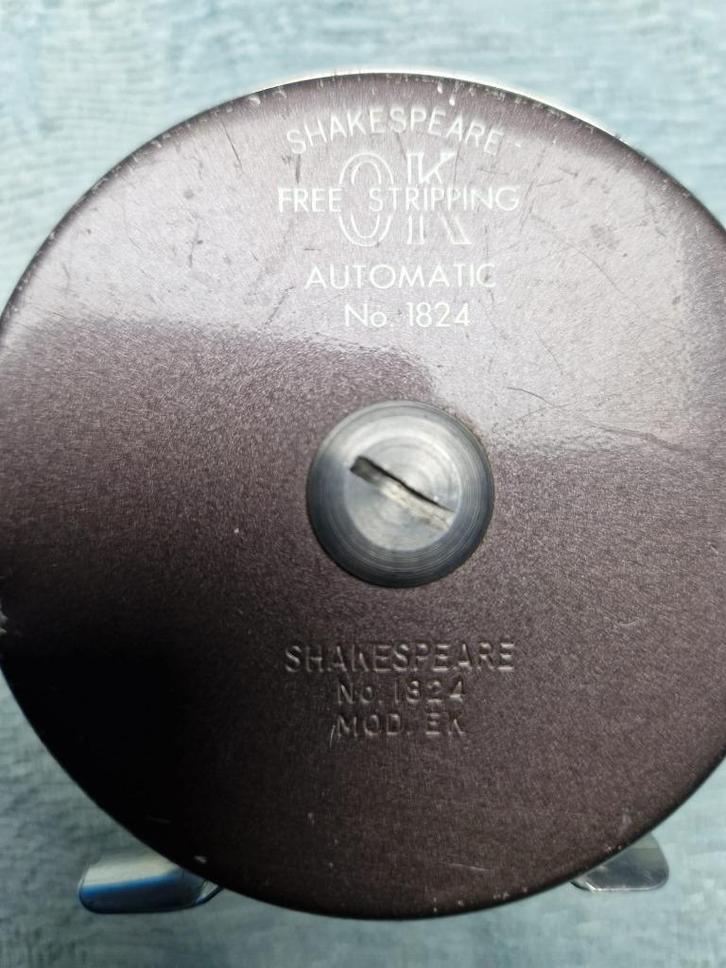 SHAKESPEARE
OK
FREE STRIPPING
AUTOMATIC
No. 1824
SHAKESPEARE
No. 1824
MOD. EK